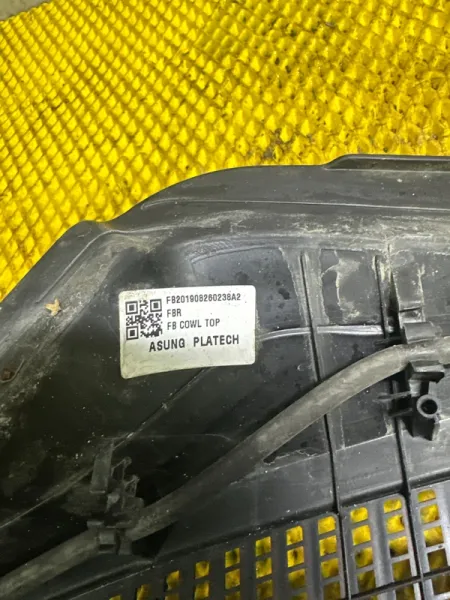 FB201908260238A2
FBR
FB COWL TOP
ASUNG PLATECH